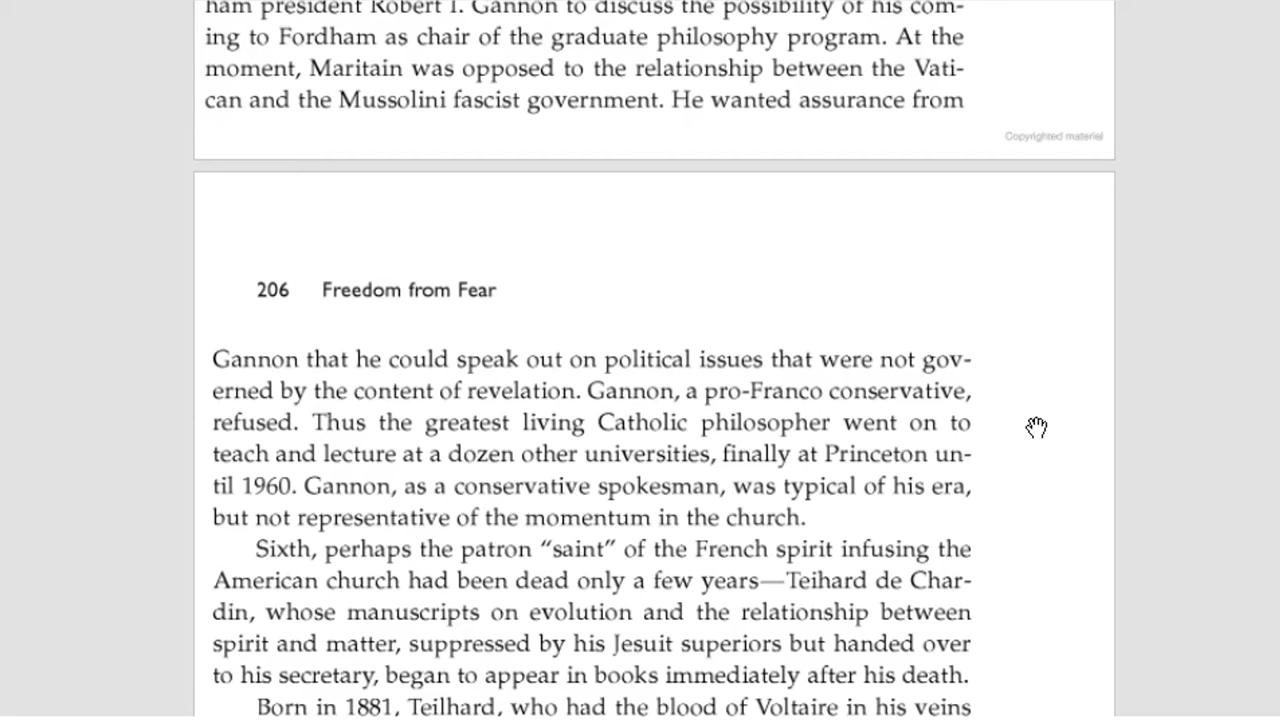 ham president Robert I. Gannon to discuss the possibility of his com-
ing to Fordham as chair of the graduate philosophy program. At the
moment, Maritain was opposed to the relationship between the Vati-
can and the Mussolini fascist government. He wanted assurance from
Copyrighted material
206 Freedom from Fear
Gannon that he could speak out on political issues that were not gov-
erned by the content of revelation. Gannon, a pro-Franco conservative,
refused. Thus the greatest living Catholic philosopher went on to
teach and lecture at a dozen other universities, finally at Princeton un-
til 1960. Gannon, as a conservative spokesman, was typical of his era,
but not representative of the momentum in the church.
Sixth, perhaps the patron “saint” of the French spirit infusing the
American church had been dead only a few years—Teihard de Char-
din, whose manuscripts on evolution and the relationship between
spirit and matter, suppressed by his Jesuit superiors but handed over
to his secretary, began to appear in books immediately after his death.
Born in 1881, Teilhard, who had the blood of Voltaire in his veins